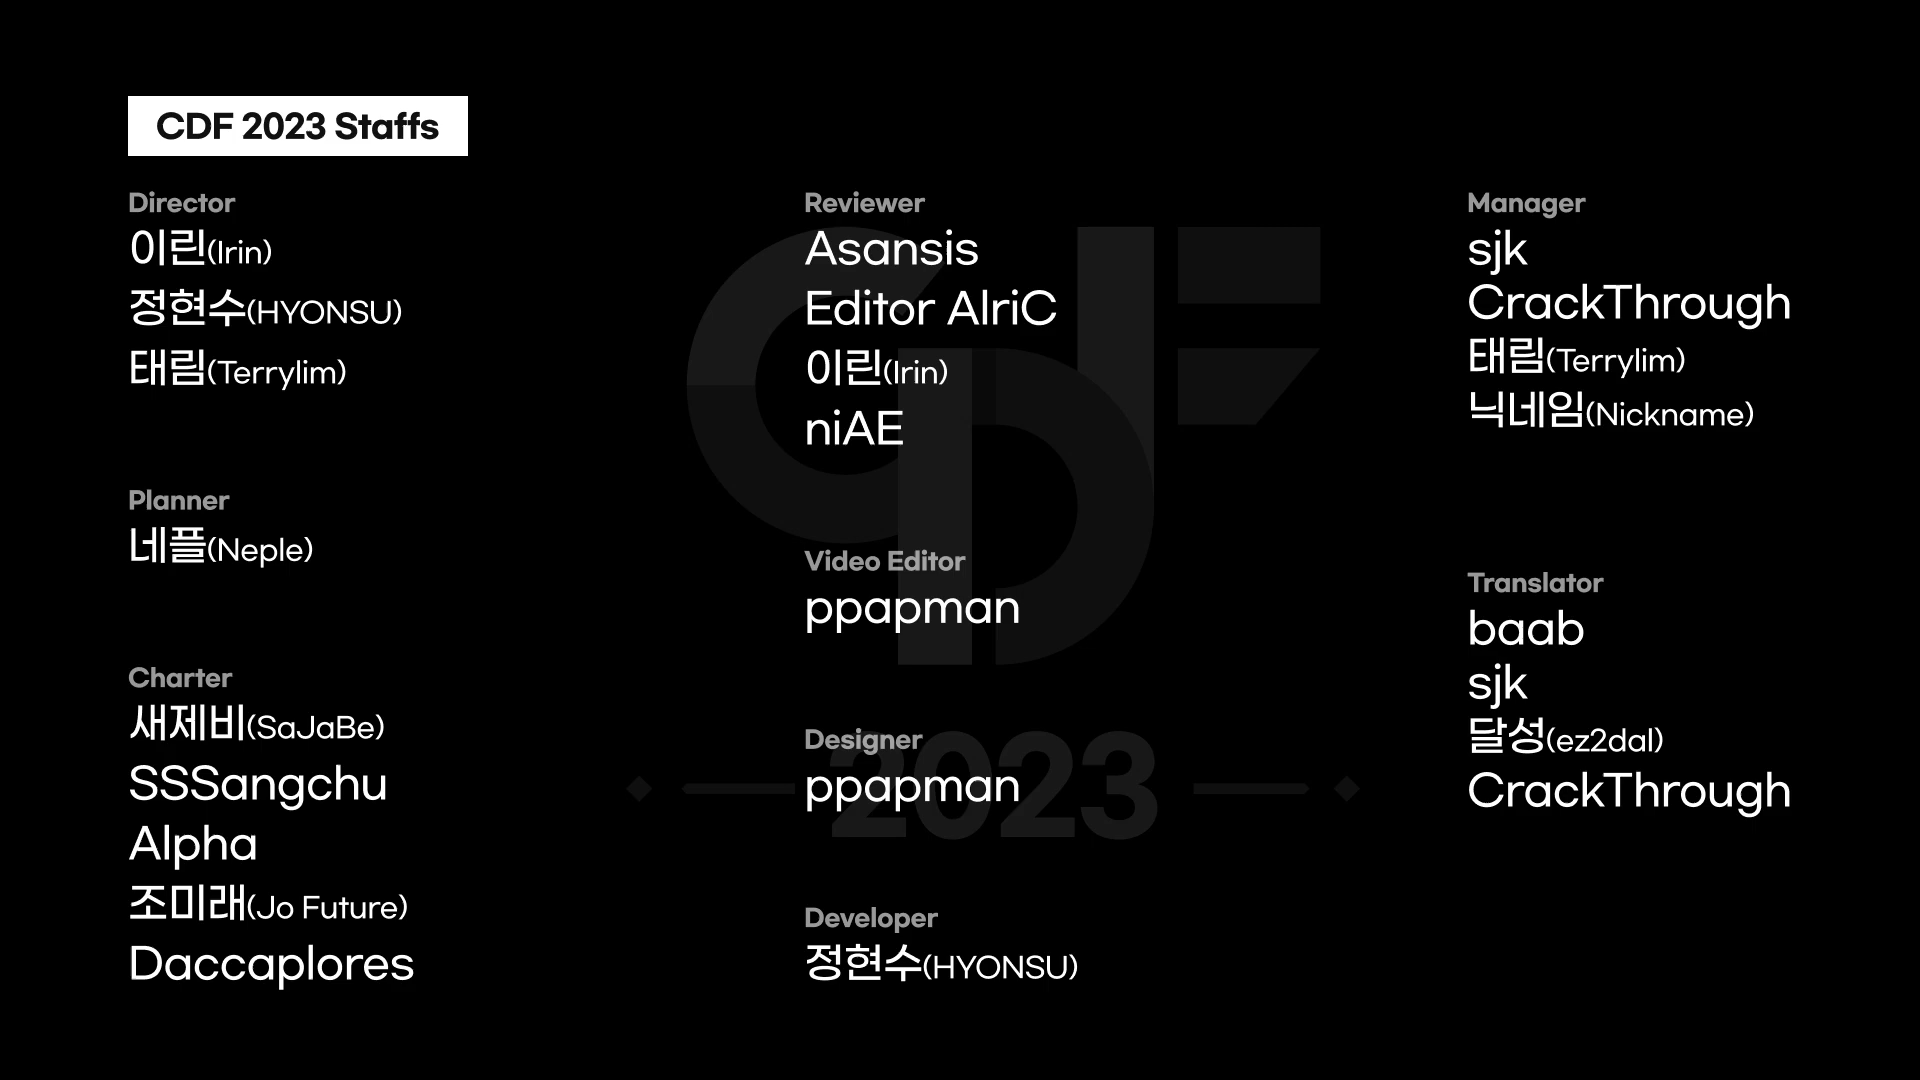 CDF 2023 Staffs
Director
이린(Irin)
정현수(HYONSU)
태림(Terrylim)
Planner
네플(Neple)
Charter
새제비(SaJaBe)
SSSangchu
Alpha
조미래(Jo Future)
Daccaplores
Reviewer
Asansis
Editor AlriC
이린(Irin)
niAE
Video Editor
ppapman
Designer
ppapman
Developer
정현수(HYONSU)
Manager
sjk
CrackThrough
태림(Terrylim)
닉네임(Nickname)
Translator
baab
sjk
달성(ez2dal)
CrackThrough
CDF
2023